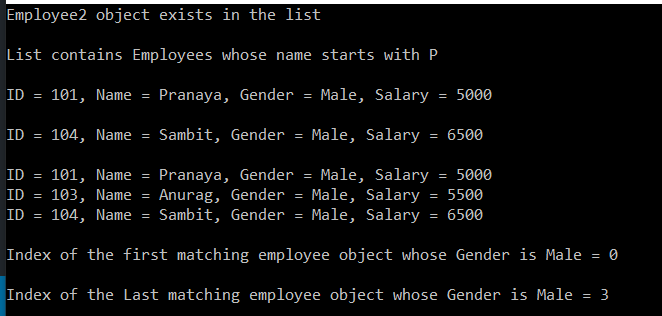 Employee2 object exists in the list
List contains Employees whose name starts with P
ID = 101, Name = Pranaya, Gender = Male, Salary = 5000
ID = 104, Name = Sambit, Gender = Male, Salary = 6500
ID = 101, Name = Pranaya, Gender = Male, Salary = 5000
ID = 103, Name = Anurag, Gender = Male, Salary = 5500
ID = 104, Name = Sambit, Gender = Male, Salary = 6500
Index of the first matching employee object whose Gender is Male = 0
Index of the Last matching employee object whose Gender is Male = 3